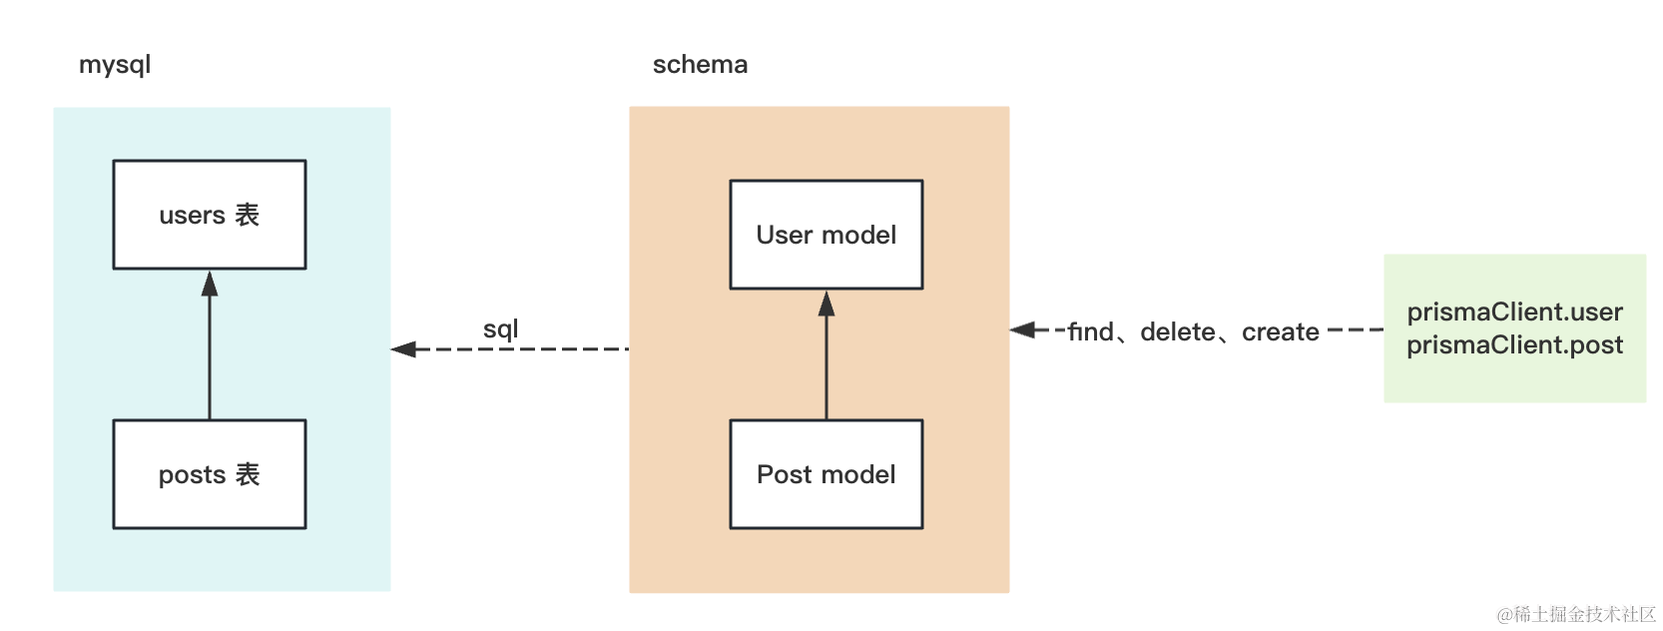 mysql
schema
users 表
User model
prismaClient.user
prismaClient.post
sql
find、delete、create
posts 表
Post model
@稀土掘金技术社区